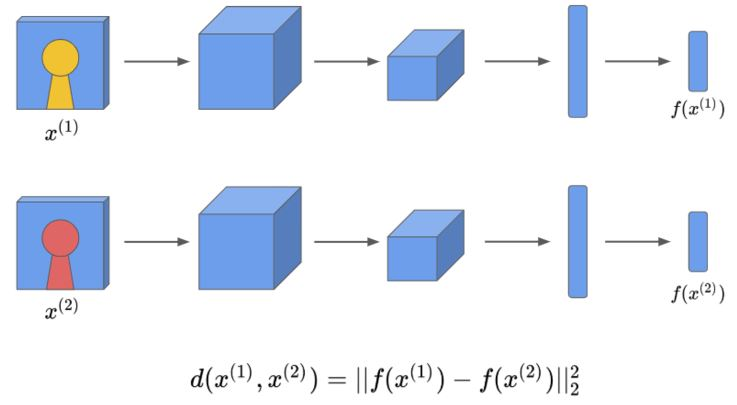 x^{(1)}
f(x^{(1)})
x^{(2)}
f(x^{(2)})
d(x^{(1)}, x^{(2)}) = ||f(x^{(1)}) − f(x^{(2)})||_2^2